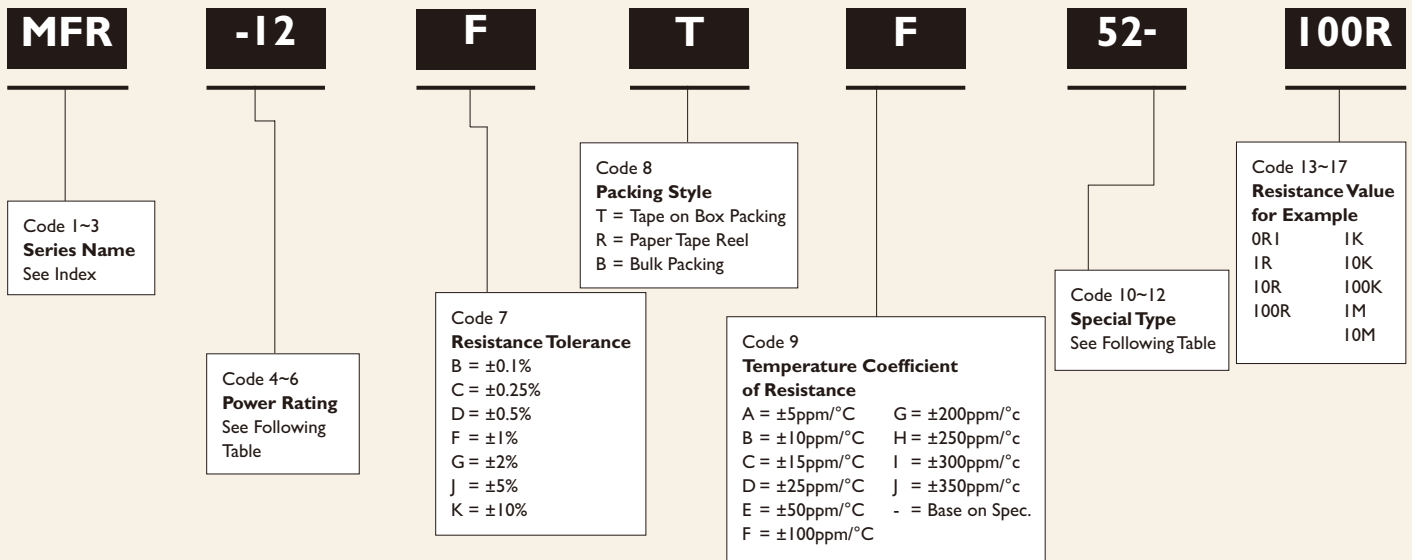 MFR -12 F T F 52- 100R
Code 1~3
Series Name
See Index
Code 4~6
Power Rating
See Following
Table
Code 7
Resistance Tolerance
B = ±0.1%
C = ±0.25%
D = ±0.5%
F = ±1%
G = ±2%
J = ±5%
K = ±10%
Code 8
Packing Style
T = Tape on Box Packing
R = Paper Tape Reel
B = Bulk Packing
Code 9
Temperature Coefficient
of Resistance
A = ±5ppm/°C G = ±200ppm/°c
B = ±10ppm/°C H = ±250ppm/°c
C = ±15ppm/°C I = ±300ppm/°c
D = ±25ppm/°C J = ±350ppm/°c
E = ±50ppm/°C - = Base on Spec.
F = ±100ppm/°C
Code 10~12
Special Type
See Following Table
Code 13~17
Resistance Value
for Example
0R1 1K
1R 10K
10R 100K
100R 1M
10M